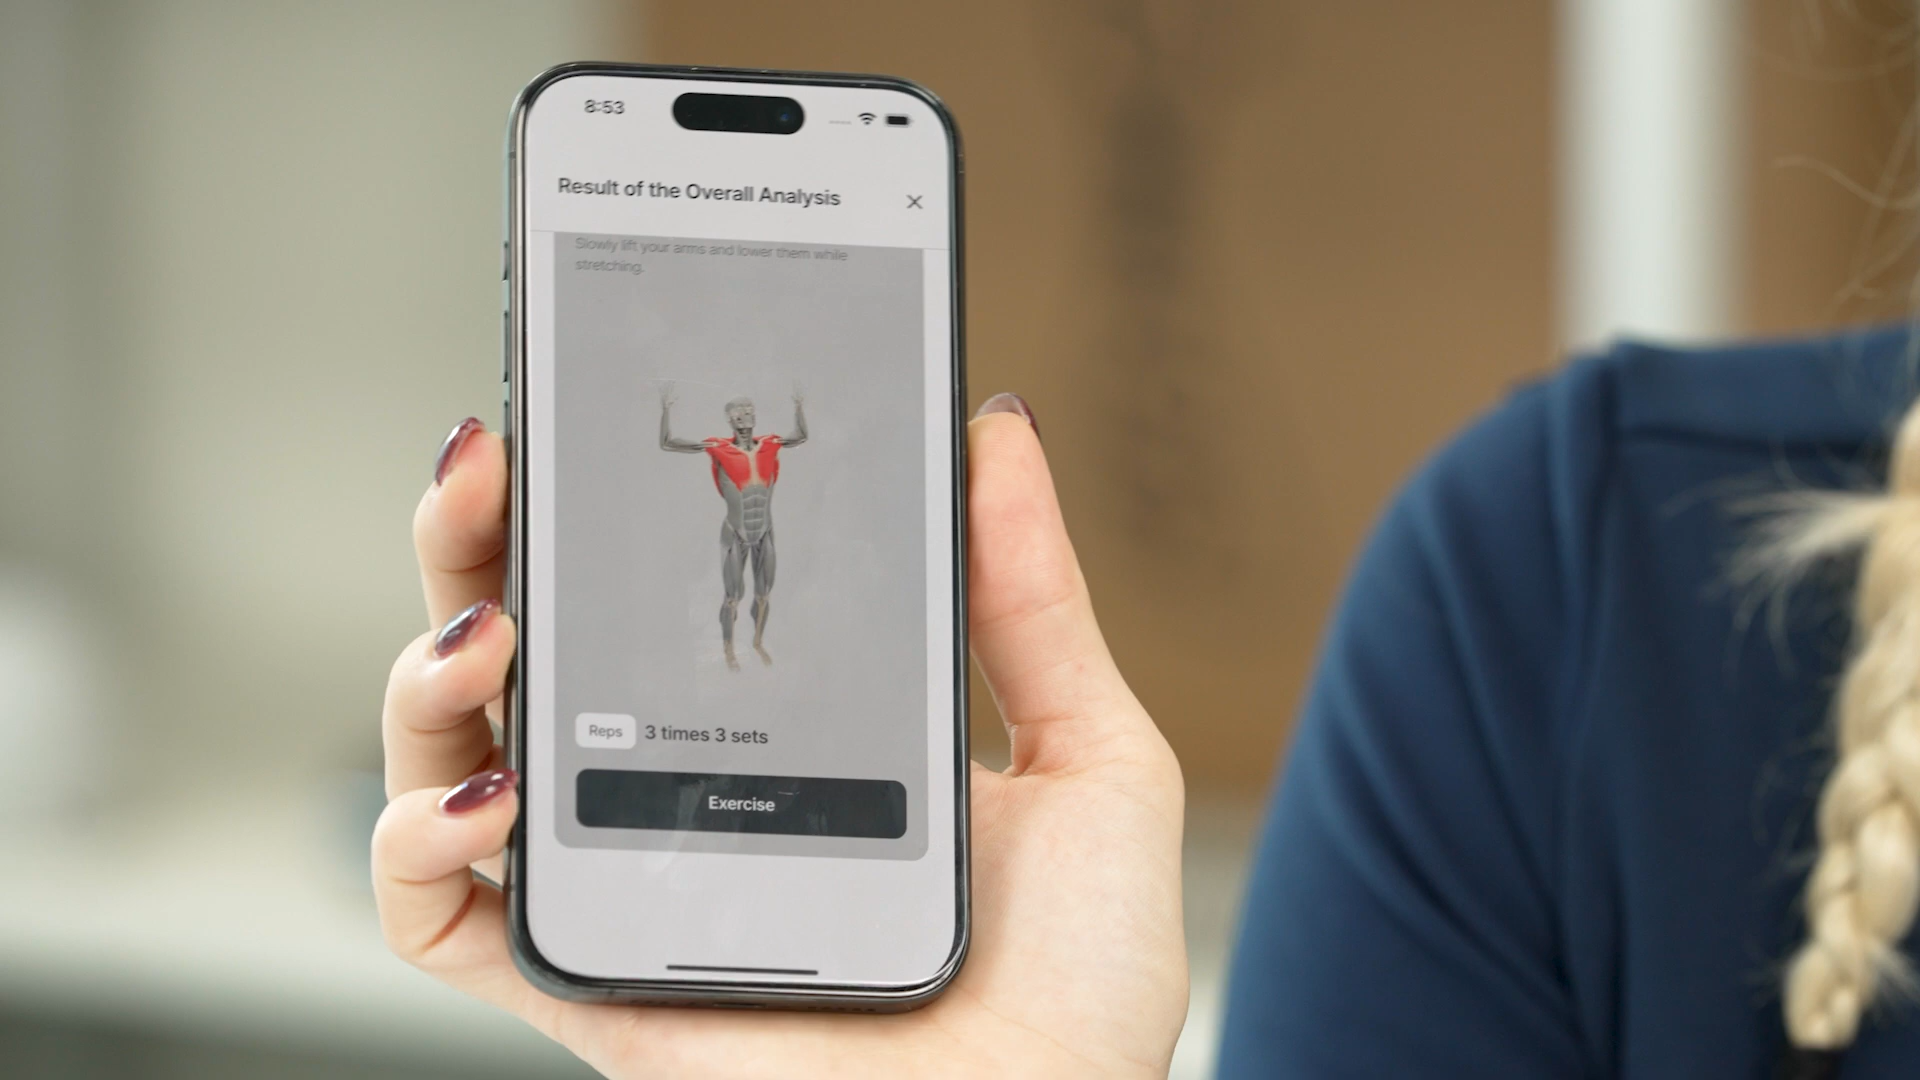 8:53
Result of the Overall Analysis
Slowly lift your arms and lower them while
stretching.
Reps 3 times 3 sets
Exercise